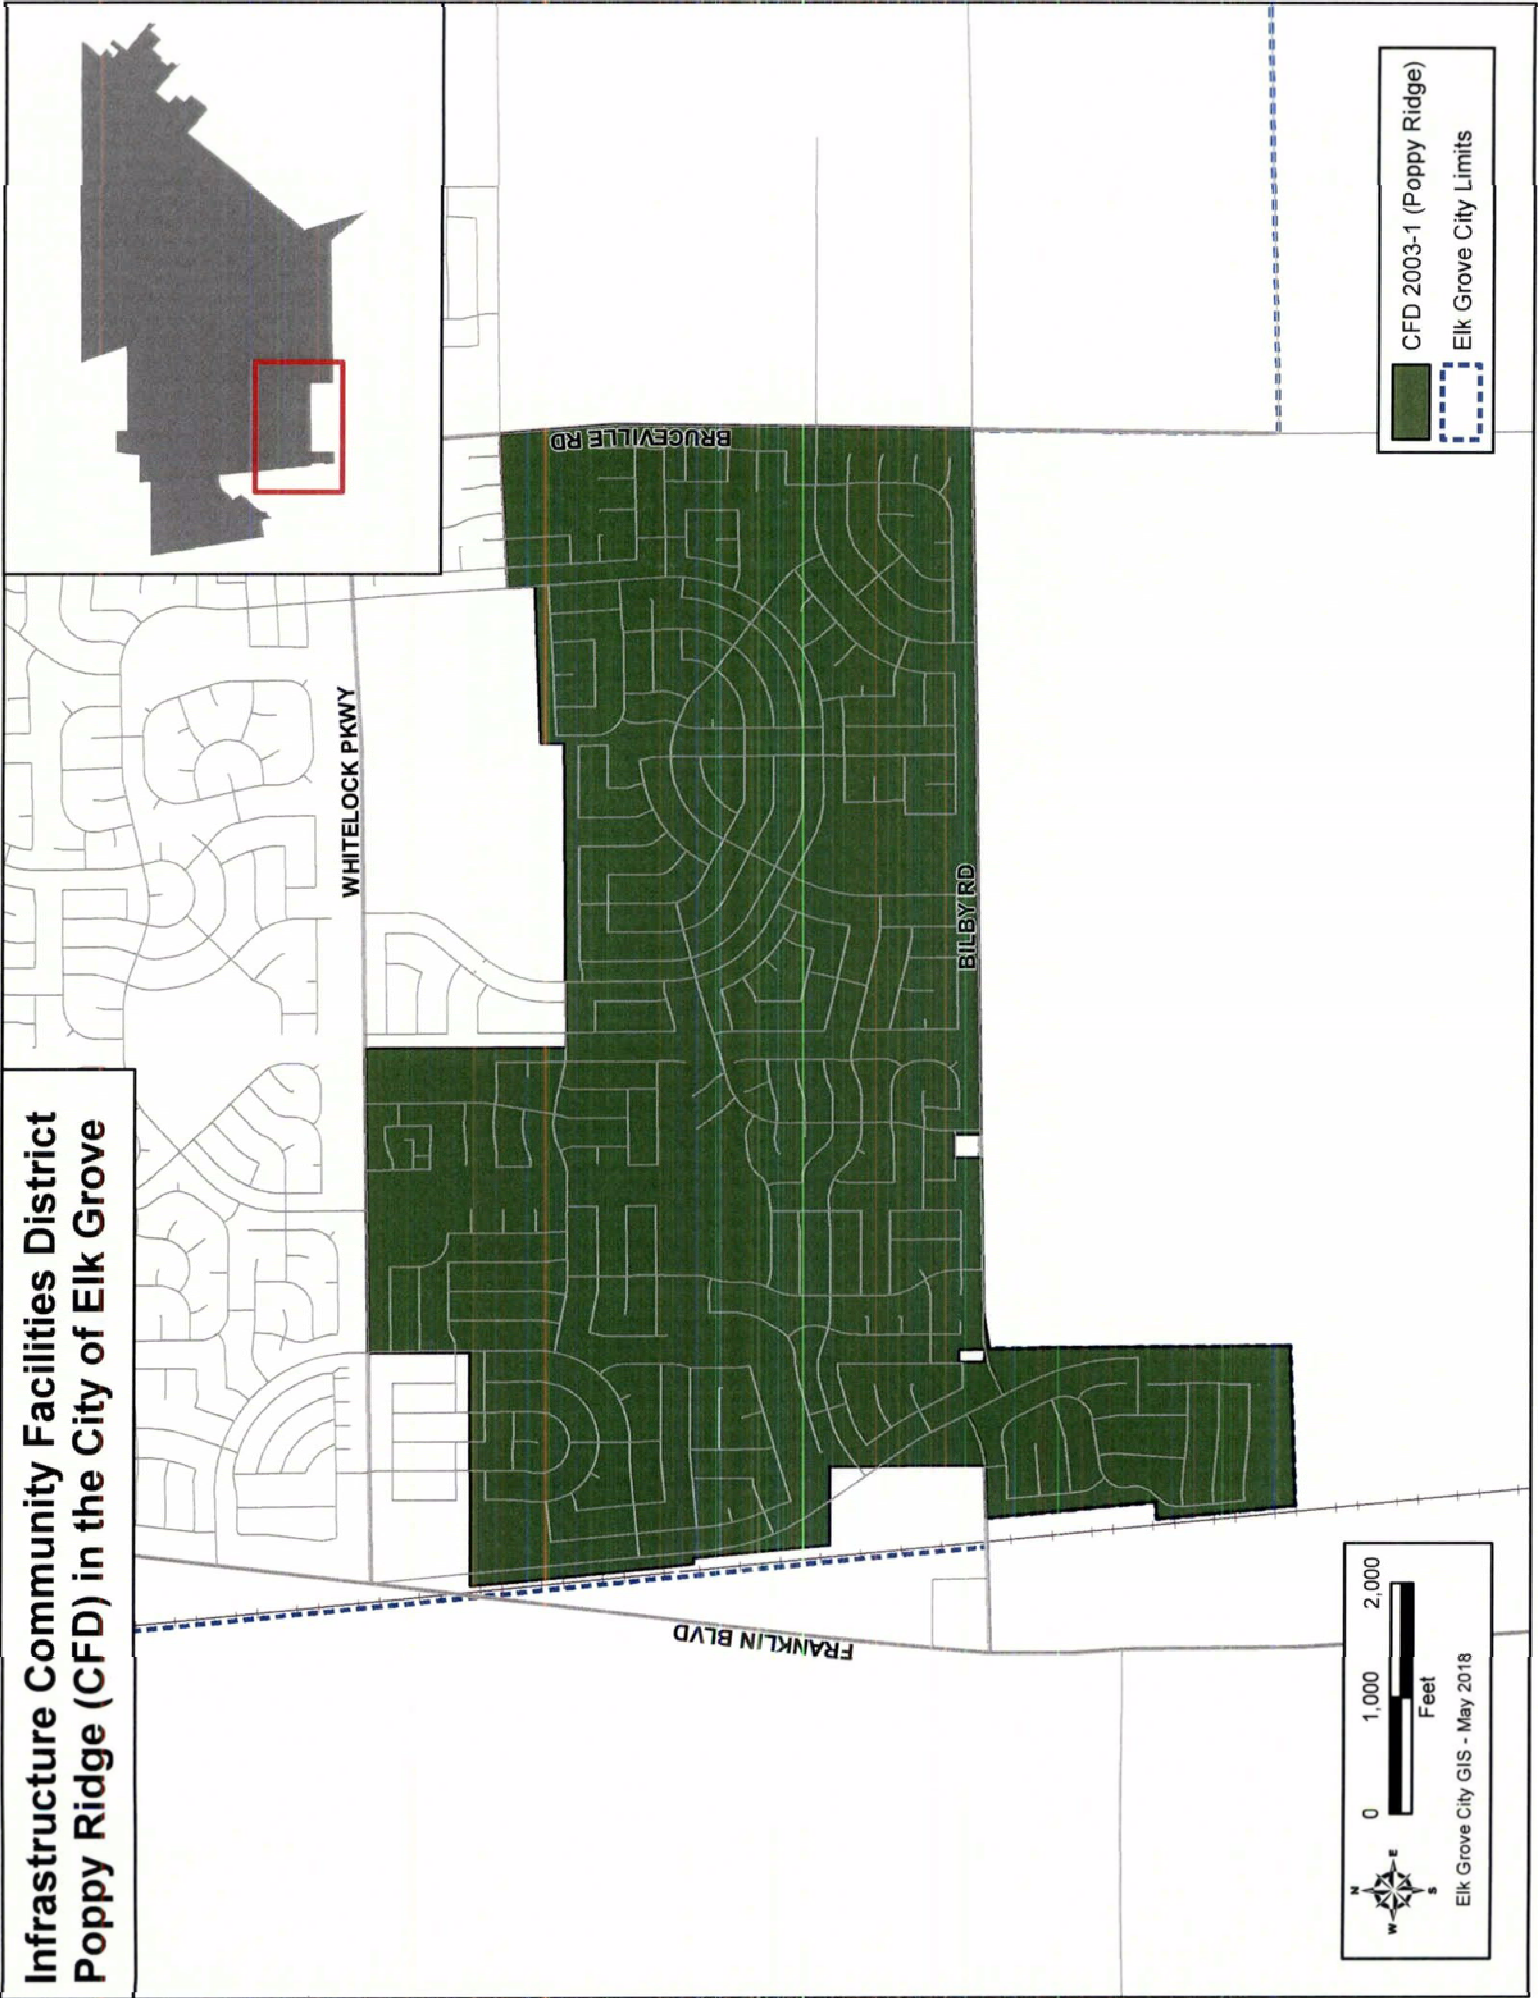 Infrastructure Community Facilities District
Poppy Ridge (CFD) in the City of Elk Grove
WHITELOCK PKWY
BRUCEVILLE RD
BILBY RD
FRANKLIN BLVD
CFD 2003-1 (Poppy Ridge)
Elk Grove City Limits
N
W
E
S
0 1,000 2,000
Feet
Elk Grove City GIS - May 2018